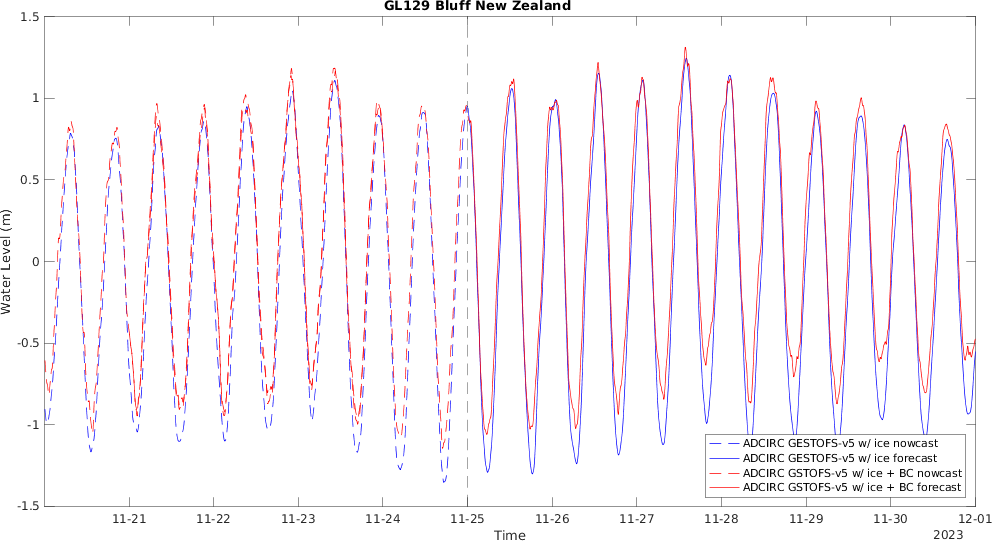 GL129 Bluff New Zealand
1.5
1
0.5
0
-0.5
-1
-1.5
Water Level (m)
ADCIRC GESTOFS-v5 w/ ice nowcast
ADCIRC GESTOFS-v5 w/ ice forecast
ADCIRC GSTOFS-v5 w/ ice + BC nowcast
ADCIRC GSTOFS-v5 w/ ice + BC forecast
11-21 11-22 11-23 11-24 11-25 11-26 11-27 11-28 11-29 11-30 12-01
Time
2023